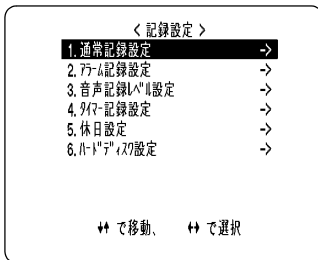 < 記録設定 >
1. 通常記録設定 ->
2. ｱﾗｰﾑ記録設定 ->
3. 音声記録ﾚﾍﾞﾙ設定 ->
4. ﾀｲﾏｰ記録設定 ->
5. 休日設定 ->
6. ﾊｰﾄﾞﾃﾞｨｽｸ設定 ->
↓↑ で移動、 ←→ で選択